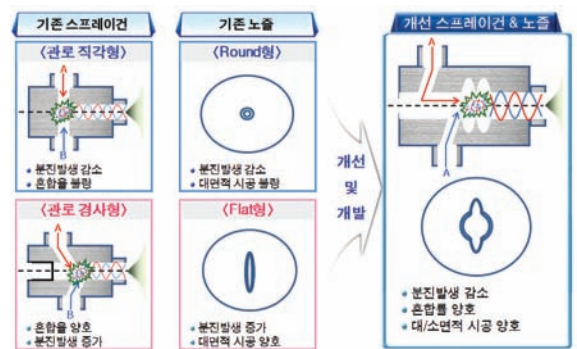 기존 스프레이건
<관로 직각형>
A
B
• 분진발생 감소
• 혼합율 불량
<관로 경사형>
A
B
• 혼합율 양호
• 분진발생 증가
기존 노즐
<Round형>
• 분진발생 감소
• 대면적 시공 불량
<Flat형>
• 분진발생 증가
• 대면적 시공 양호
개선
및
개발
개선 스프레이건 & 노즐
A
A
• 분진발생 감소
• 혼합률 양호
• 대/소면적 시공 양호